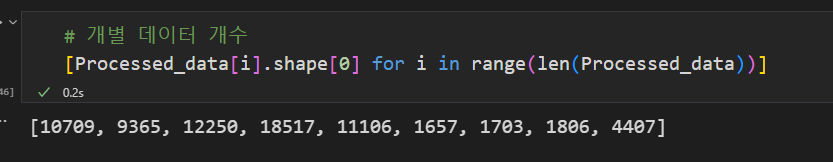 # 개별 데이터 개수
[Processed_data[i].shape[0] for i in range(len(Processed_data))]
46]
✓ 0.2s
[10709, 9365, 12250, 18517, 11106, 1657, 1703, 1806, 4407]